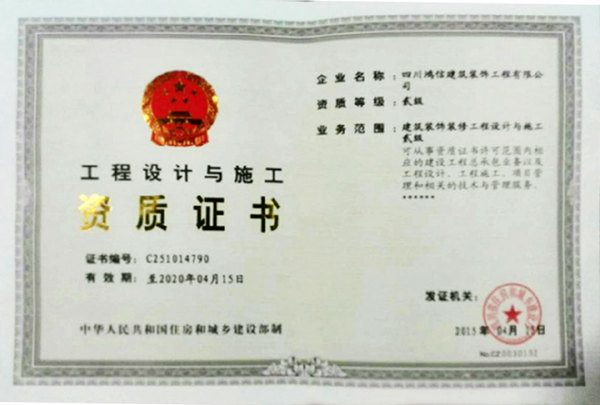 企业名称：四川鸿信建筑装饰工程有限公
司
资质等级：贰级
业务范围：建筑装饰装修工程设计与施工
贰级
可从事资质证书许可范围内相
应的建设工程总承包业务以及
工程设计、工程施工、项目管
理和相关的技术与管理服务。
******
工程设计与施工
资质证书
证书编号：C251014790
有效期：至2020年04月15日
中华人民共和国住房和城乡建设部制
发证机关：
2015年04月15日
No.CZ0030132